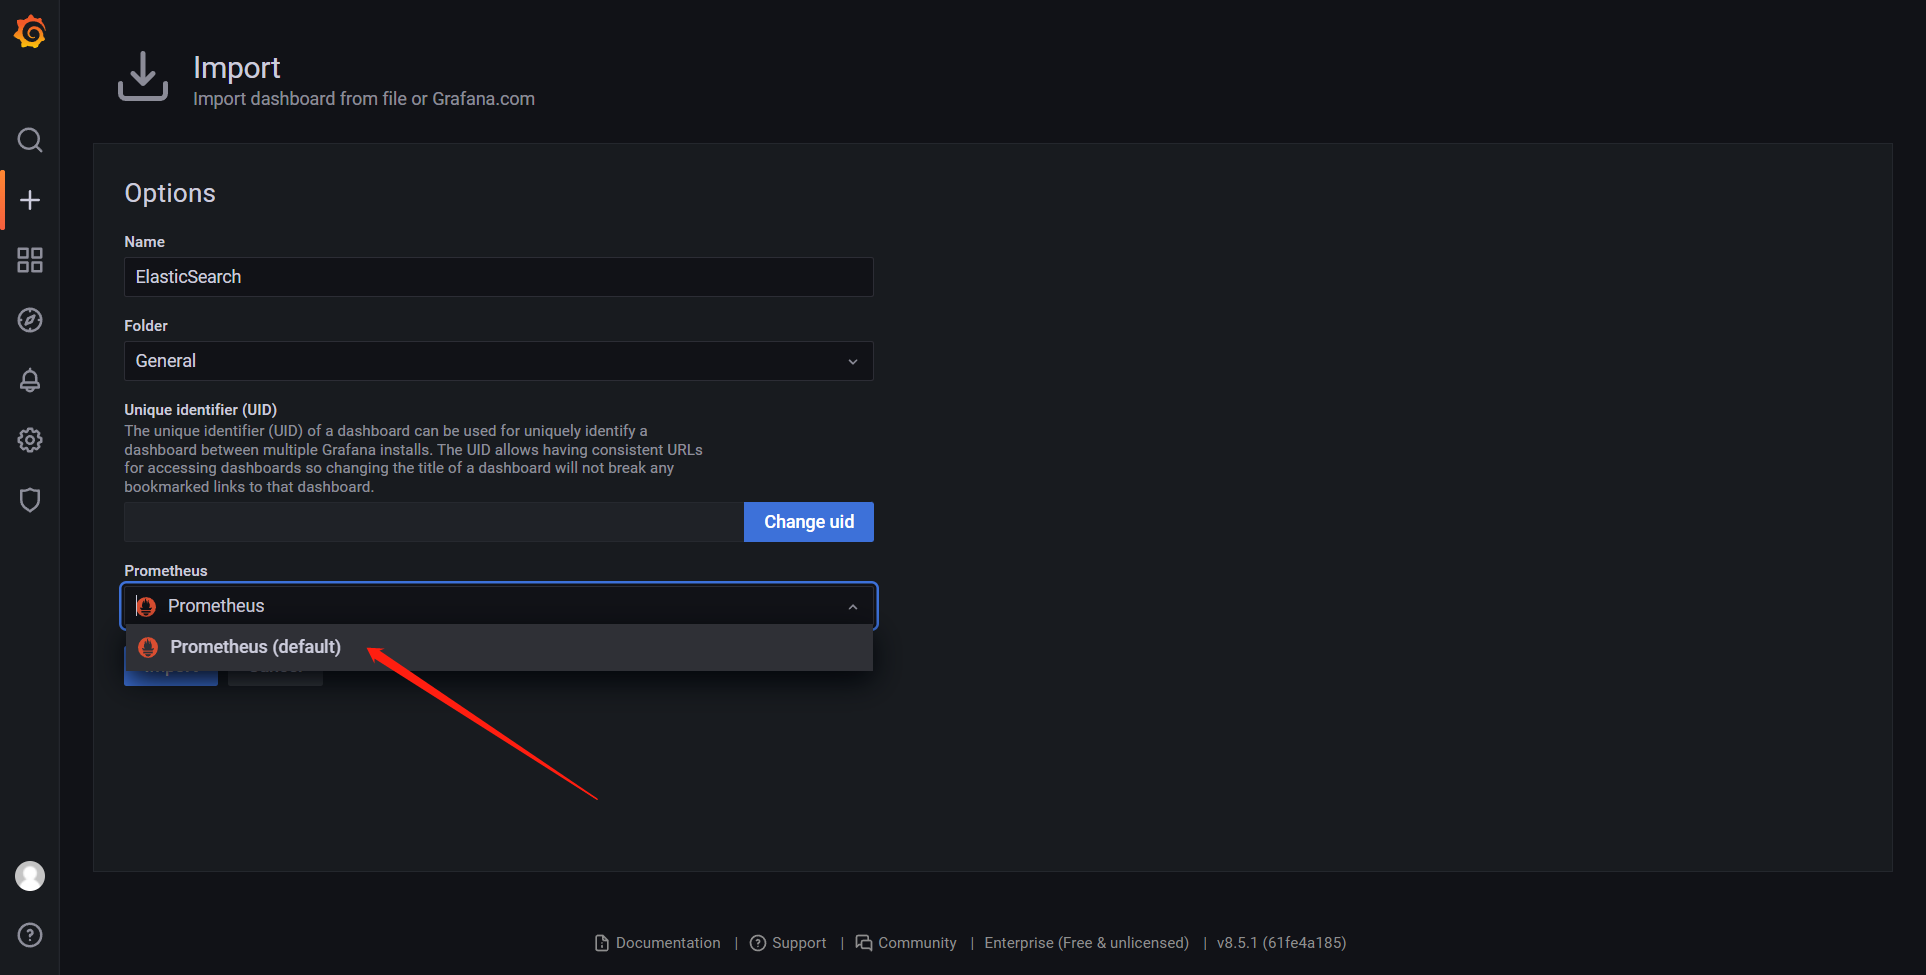 Import
Import dashboard from file or Grafana.com
Options
Name
ElasticSearch
Folder
General
Unique identifier (UID)
The unique identifier (UID) of a dashboard can be used for uniquely identify a
dashboard between multiple Grafana installs. The UID allows having consistent URLs
for accessing dashboards so changing the title of a dashboard will not break any
bookmarked links to that dashboard.
Change uid
Prometheus
Prometheus
Prometheus (default)
Documentation | Support | Community | Enterprise (Free & unlicensed) | v8.5.1 (61fe4a185)